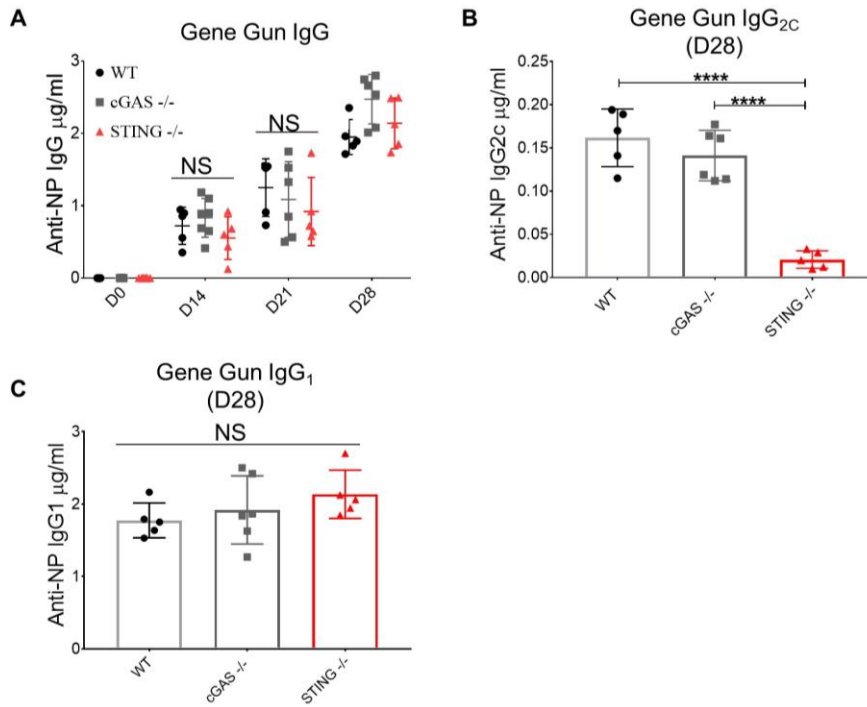 A
Gene Gun IgG
WT
cGAS -/-
STING -/-
Anti-NP IgG µg/ml
3
2
1
0
NS
NS
D0
D14
D21
D28
B
Gene Gun IgG2C
(D28)
Anti-NP IgG2c µg/ml
0.25
0.20
0.15
0.10
0.05
0.00
****
****
WT
cGAS -/-
STING -/-
C
Gene Gun IgG1
(D28)
NS
Anti-NP IgG1 µg/ml
3
2
1
0
WT
cGAS -/-
STING -/-